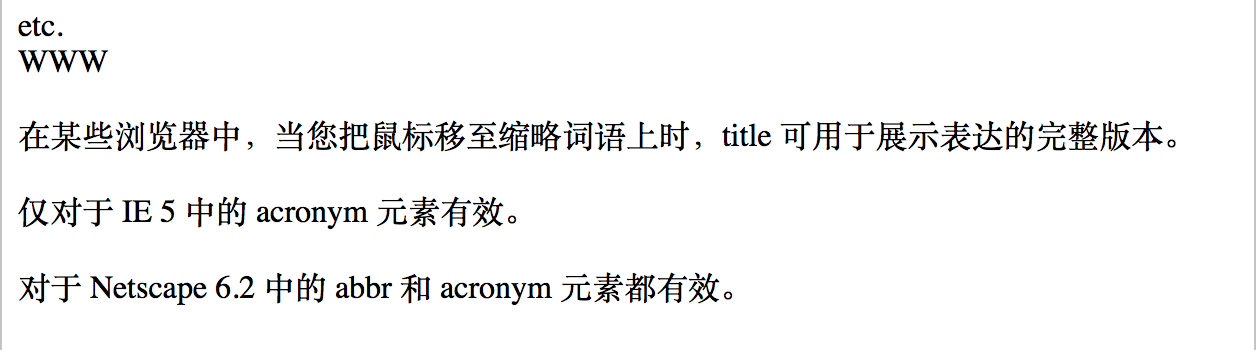 etc.
WWW
在某些浏览器中，当您把鼠标移至缩略词语上时，title 可用于展示表达的完整版本。
仅对于 IE 5 中的 acronym 元素有效。
对于 Netscape 6.2 中的 abbr 和 acronym 元素都有效。